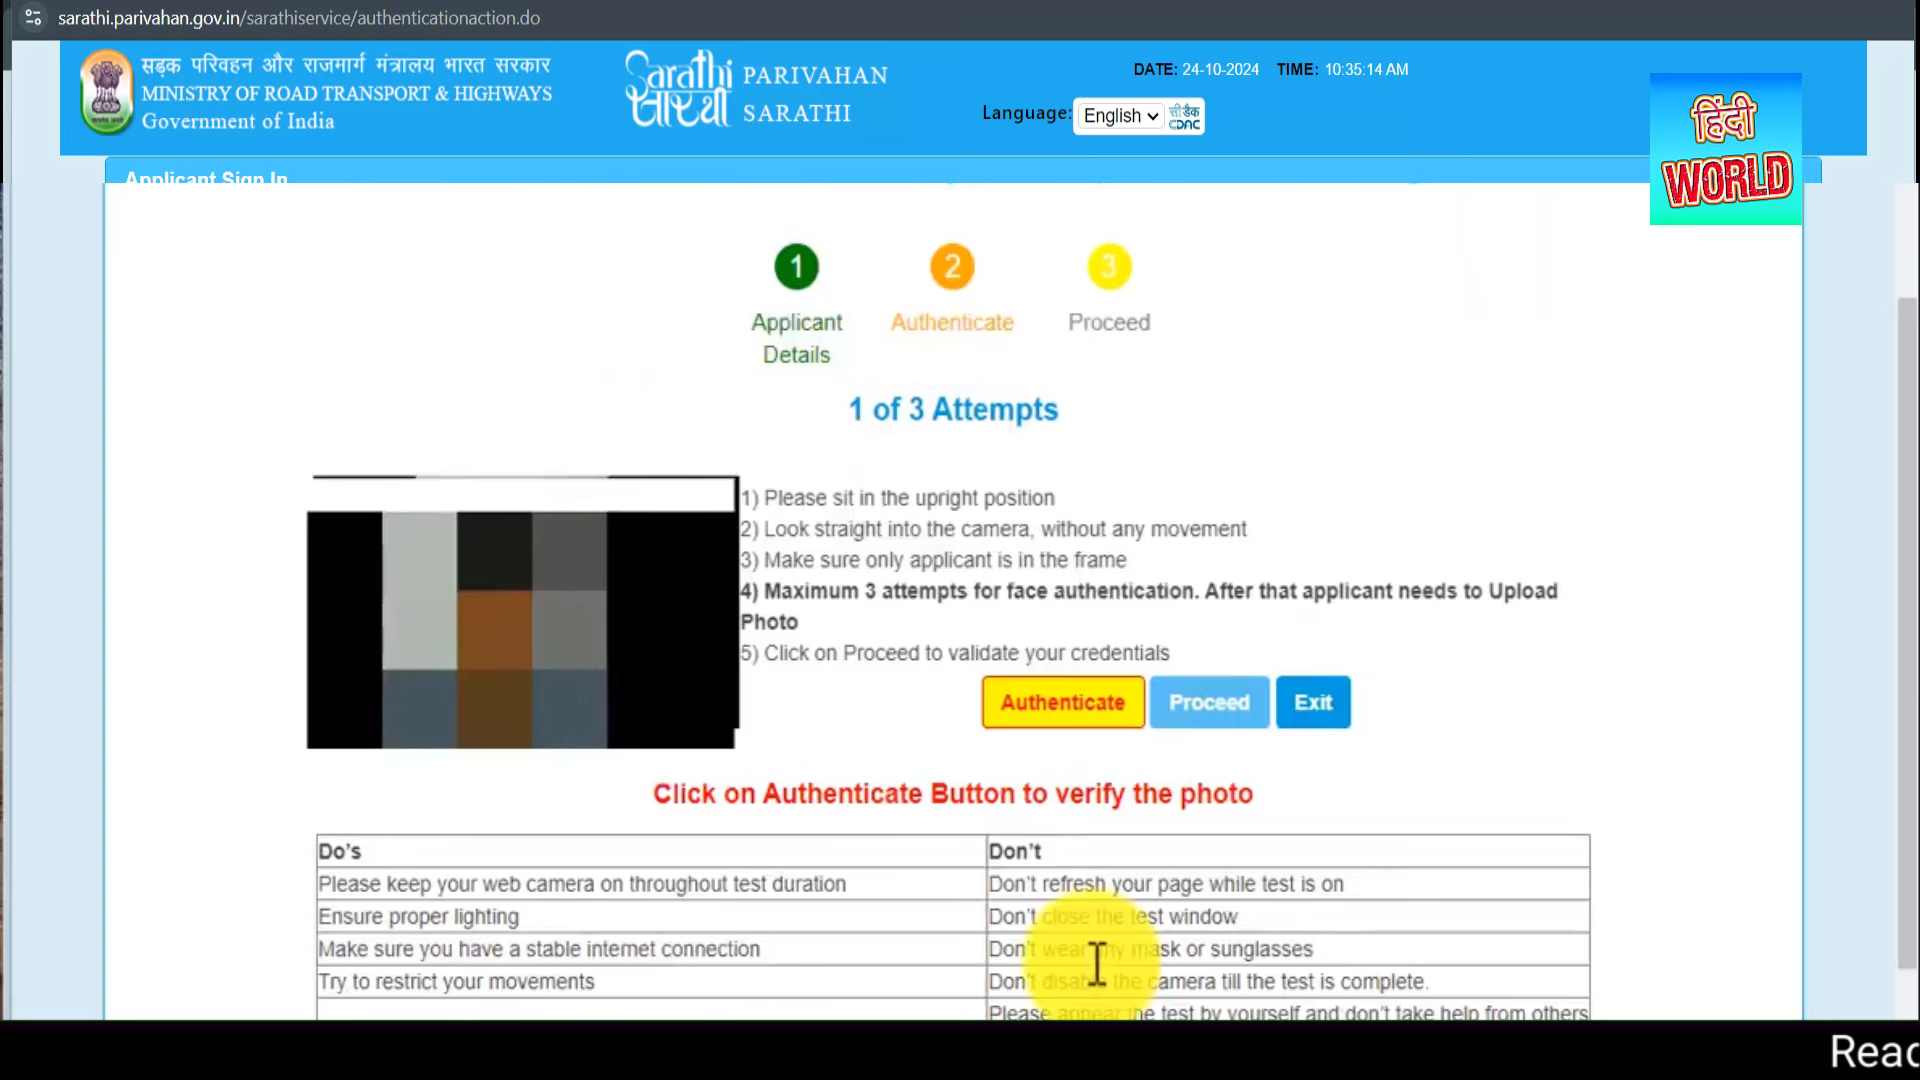 sarathi.parivahan.gov.in/sarathiservice/authenticationaction.do
सड़क परिवहन और राजमार्ग मंत्रालय भारत सरकार
MINISTRY OF ROAD TRANSPORT & HIGHWAYS
Government of India
Sarathi
सारथी
PARIVAHAN
SARATHI
DATE: 24-10-2024 TIME: 10:35:14 AM
Language: English
सी डैक
CDAC
हिंदी
WORLD
Applicant Sign In
1
2
3
Applicant
Details
Authenticate
Proceed
1 of 3 Attempts
1) Please sit in the upright position
2) Look straight into the camera, without any movement
3) Make sure only applicant is in the frame
4) Maximum 3 attempts for face authentication. After that applicant needs to Upload
Photo
5) Click on Proceed to validate your credentials
Authenticate Proceed Exit
Click on Authenticate Button to verify the photo
Do's Don't
Please keep your web camera on throughout test duration Don't refresh your page while test is on
Ensure proper lighting Don't close the test window
Make sure you have a stable internet connection Don't wear any mask or sunglasses
Try to restrict your movements Don't disable the camera till the test is complete.
Please appear the test by yourself and don't take help from others